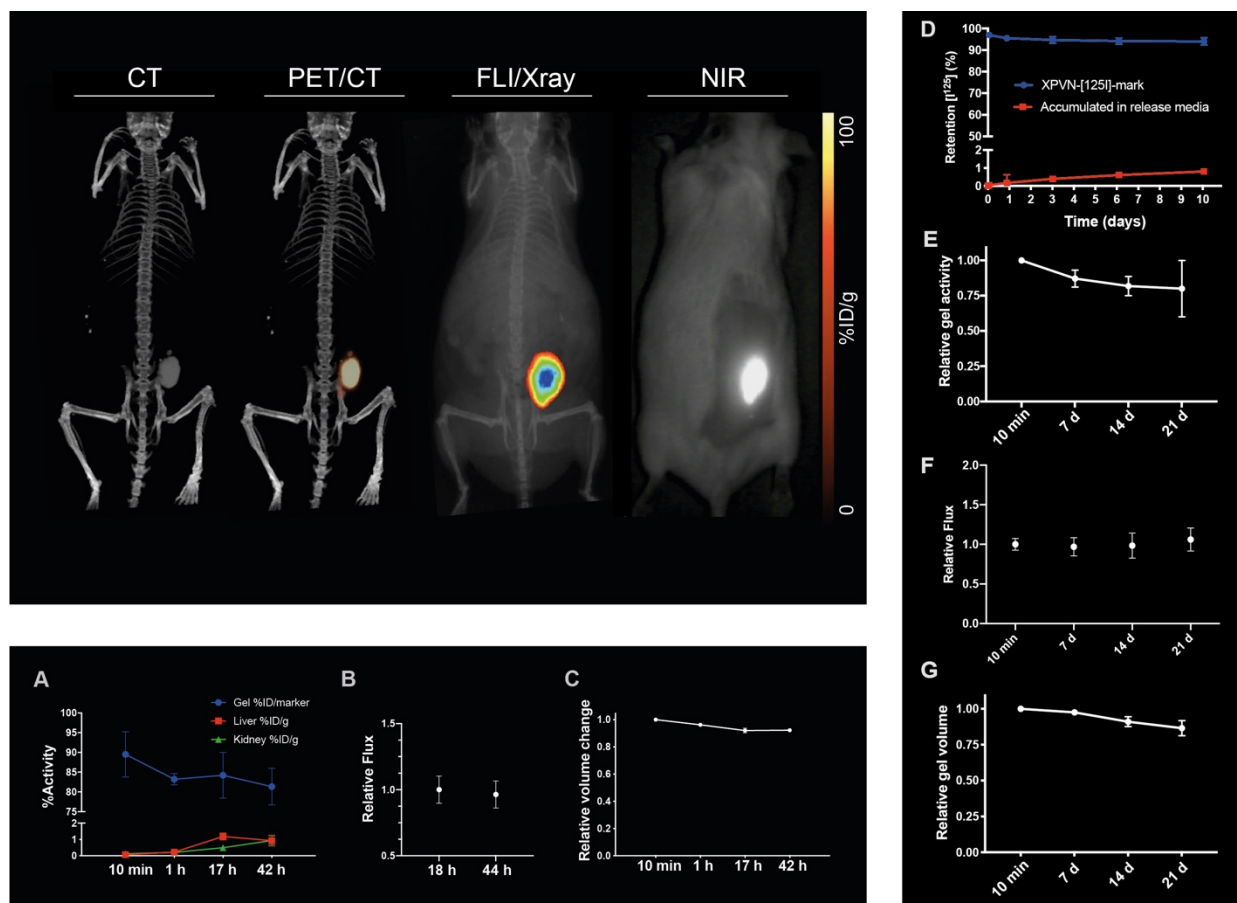 CT
PET/CT
FLI/Xray
NIR
100
%ID/g
0
A
Gel %ID/marker
Liver %ID/g
Kidney %ID/g
%Activity
100
95
90
85
80
75
2
1
0
10 min 1 h 17 h 42 h
B
Relative Flux
1.5
1.0
0.5
18 h 44 h
C
Relative volume change
1.0
0.8
0.6
0.4
0.2
0.0
10 min 1 h 17 h 42 h
D
Retention [I125] (%)
100
90
80
70
60
50
2
1
0
XPVN-[125I]-mark
Accumulated in release media
0 1 2 3 4 5 6 7 8 9 10
Time (days)
E
Relative gel activity
1.00
0.75
0.50
0.25
0.00
10 min 7 d 14 d 21 d
F
Relative Flux
2.0
1.5
1.0
0.5
0.0
10 min 7 d 14 d 21 d
G
Relative gel volume
1.00
0.75
0.50
0.25
0.00
10 min 7 d 14 d 21 d